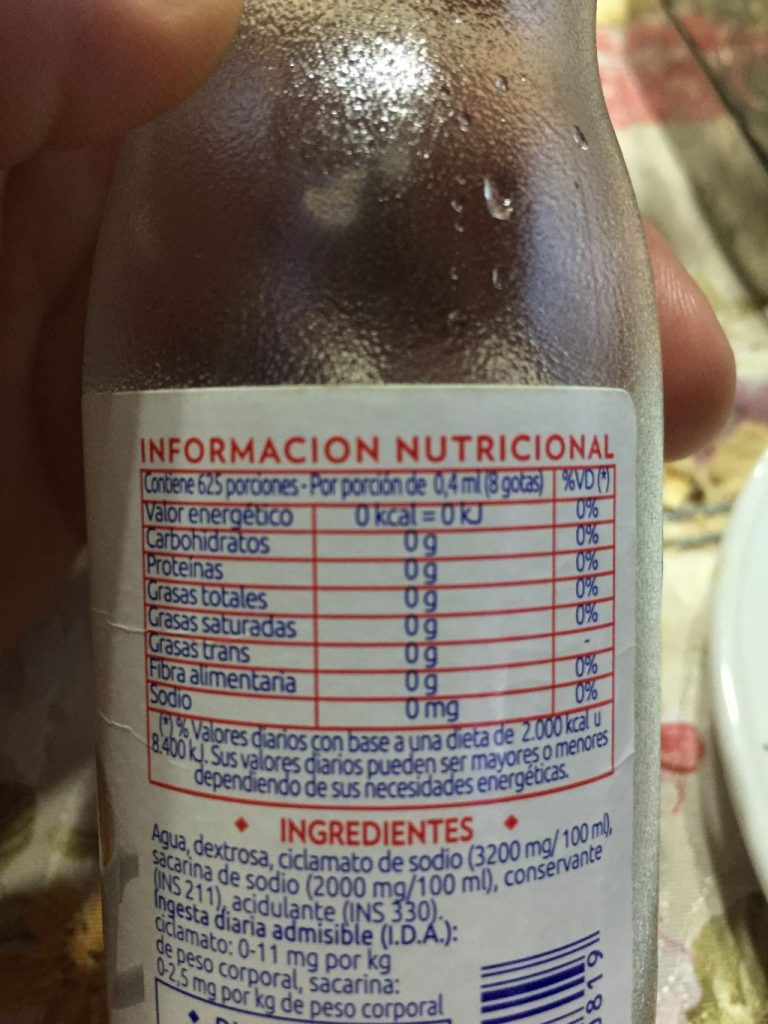 INFORMACION NUTRICIONAL
Contiene 625 porciones - Por porción de 0,4 ml (8 gotas) %VD (*)
Valor energético 0 kcal = 0 kJ 0%
Carbohidratos 0 g 0%
Proteínas 0 g 0%
Grasas totales 0 g 0%
Grasas saturadas 0 g 0%
Grasas trans 0 g -
Fibra alimentaria 0 g 0%
Sodio 0 mg 0%
(*) % Valores diarios con base a una dieta de 2.000 kcal u
8.400 kJ. Sus valores diarios pueden ser mayores o menores
dependiendo de sus necesidades energéticas.
INGREDIENTES
Agua, dextrosa, ciclamato de sodio (3200 mg/100 ml),
sacarina de sodio (2000 mg/100 ml), conservante
(INS 211), acidulante (INS 330).
Ingesta diaria admisible (I.D.A.):
ciclamato: 0-11 mg por kg
de peso corporal, sacarina:
0-2,5 mg por kg de peso corporal
819